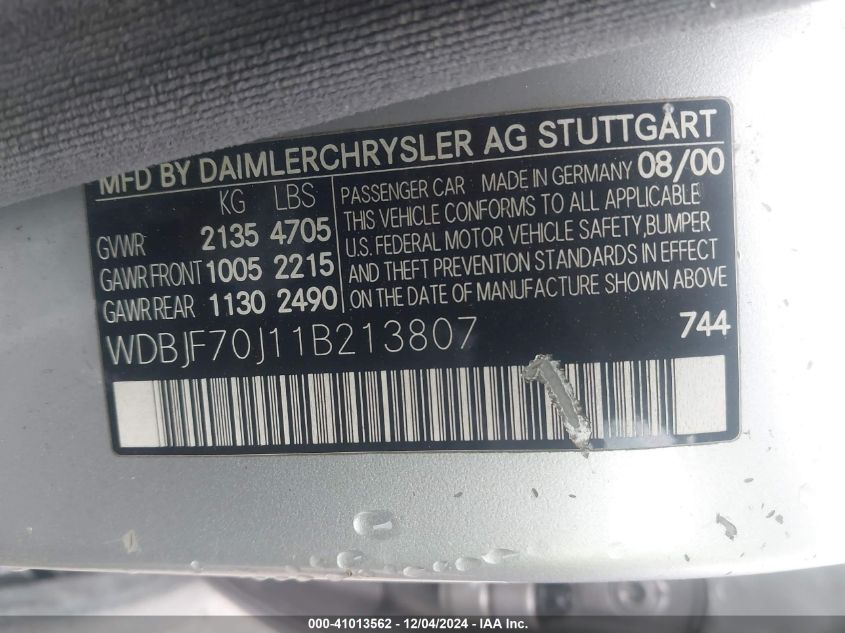 MFD BY DAIMLERCHRYSLER AG STUTTGART
KG LBS
GVWR 2135 4705
GAWR FRONT 1005 2215
GAWR REAR 1130 2490
PASSENGER CAR MADE IN GERMANY 08/00
THIS VEHICLE CONFORMS TO ALL APPLICABLE
U.S. FEDERAL MOTOR VEHICLE SAFETY, BUMPER
AND THEFT PREVENTION STANDARDS IN EFFECT
ON THE DATE OF MANUFACTURE SHOWN ABOVE
WDBJF70J11B213807 744
000-41013562 - 12/04/2024 - IAA Inc.